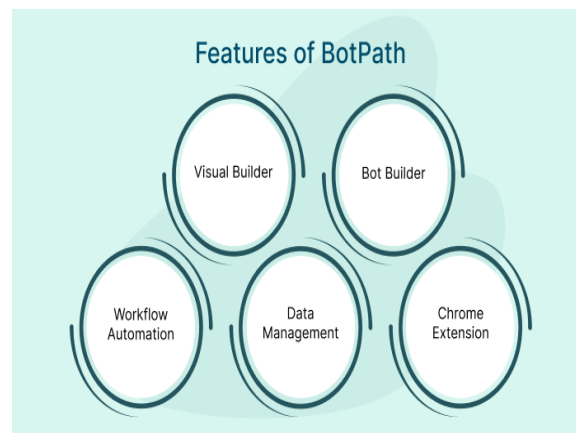 Features of BotPath
Visual Builder
Bot Builder
Workflow
Automation
Data
Management
Chrome
Extension